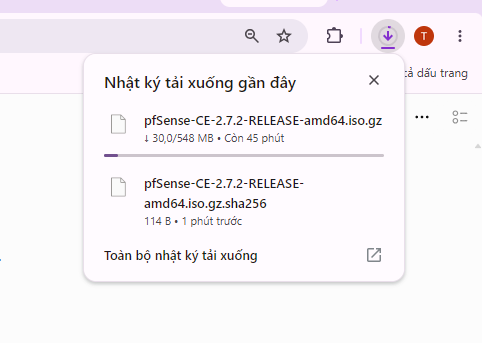 T
cả dấu trang
Nhật ký tải xuống gần đây
pfSense-CE-2.7.2-RELEASE-amd64.iso.gz
↓ 30,0/548 MB • Còn 45 phút
pfSense-CE-2.7.2-RELEASE-
amd64.iso.gz.sha256
114 B • 1 phút trước
Toàn bộ nhật ký tải xuống